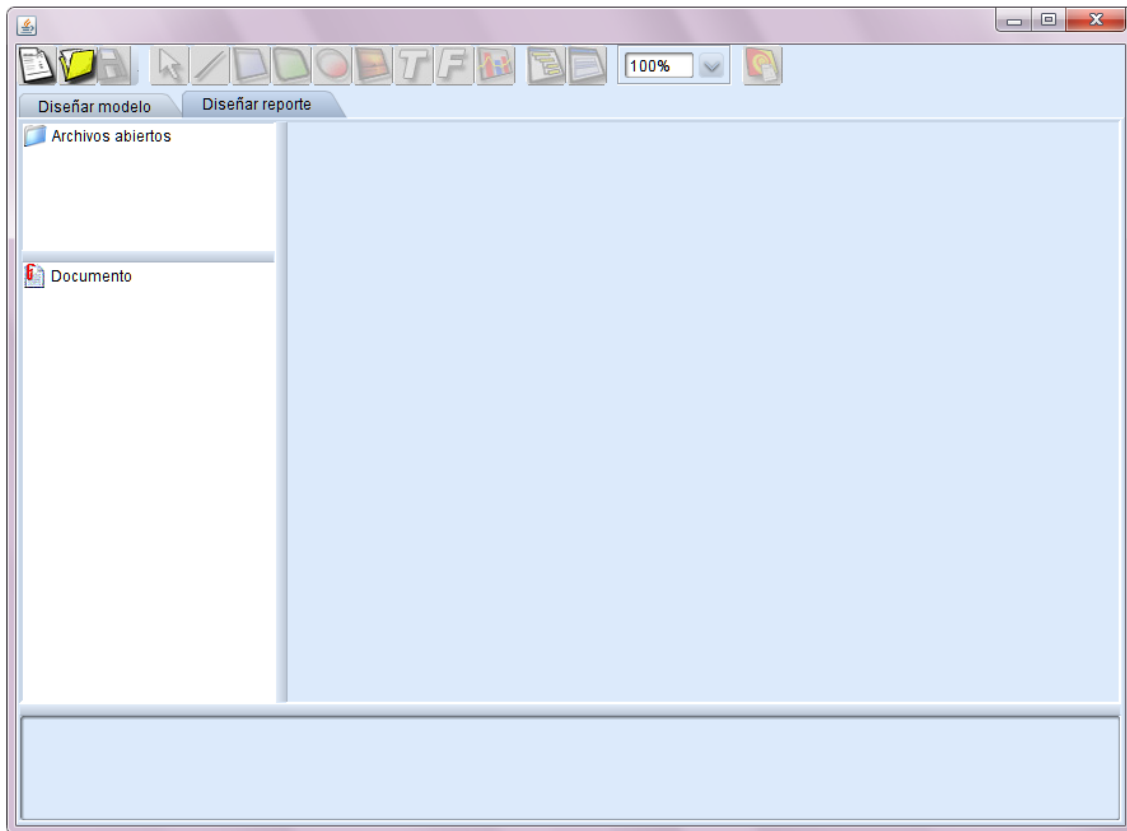 100%
Diseñar modelo
Diseñar reporte
Archivos abiertos
Documento